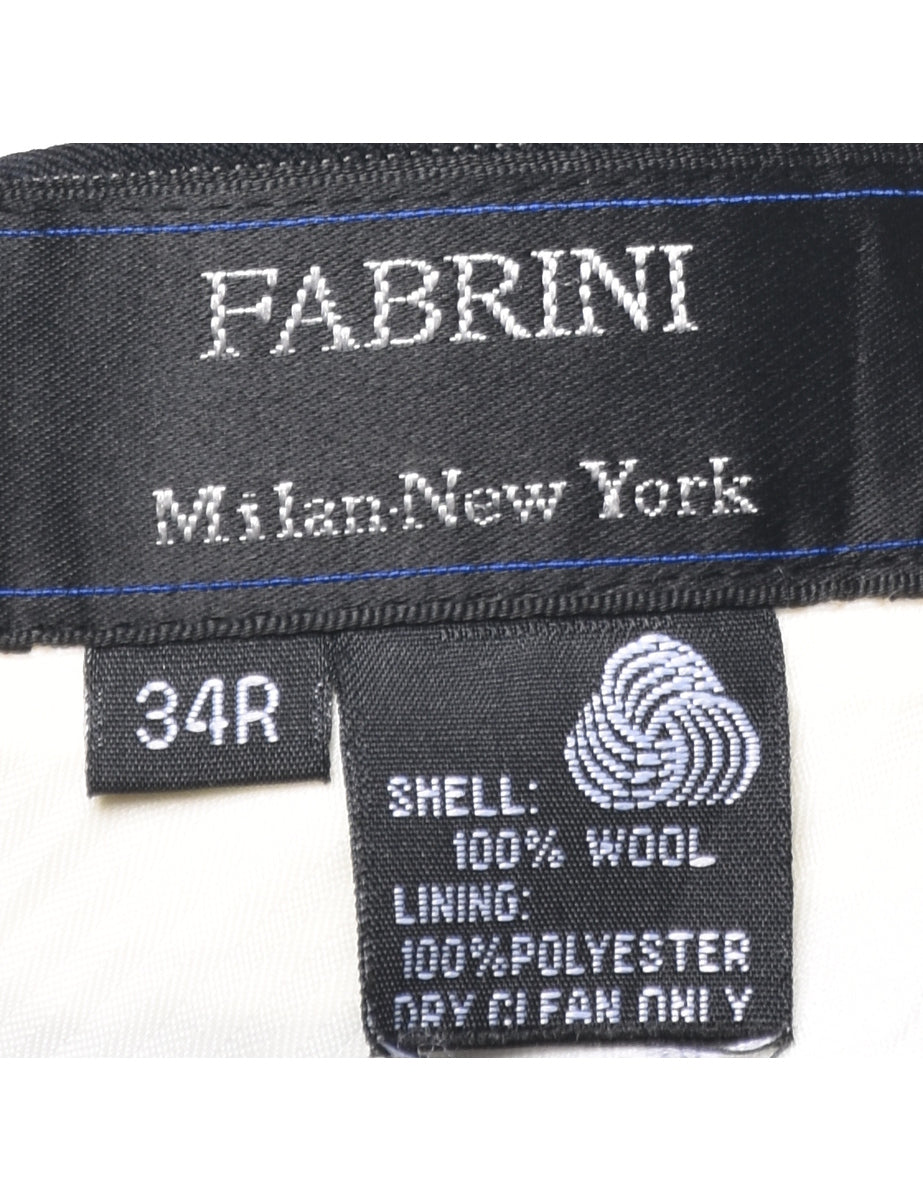 FABRINI
Milan·New York
34R
SHELL:
100% WOOL
LINING:
100% POLYESTER
DRY CLEAN ONLY